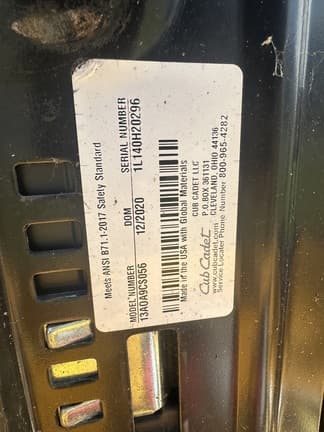 Meets ANSI B71.1-2017 Safety Standard
MODEL NUMBER
13A0A9CS056
DOM
12/2020
SERIAL NUMBER
1L140H20296
Made of the USA with Global Materials
Cub Cadet
CUB CADET LLC
P.O.BOX 361131
www.cubcadet.com CLEVELAND, OHIO 44136
Service Locater Phone Number 800-965-4282